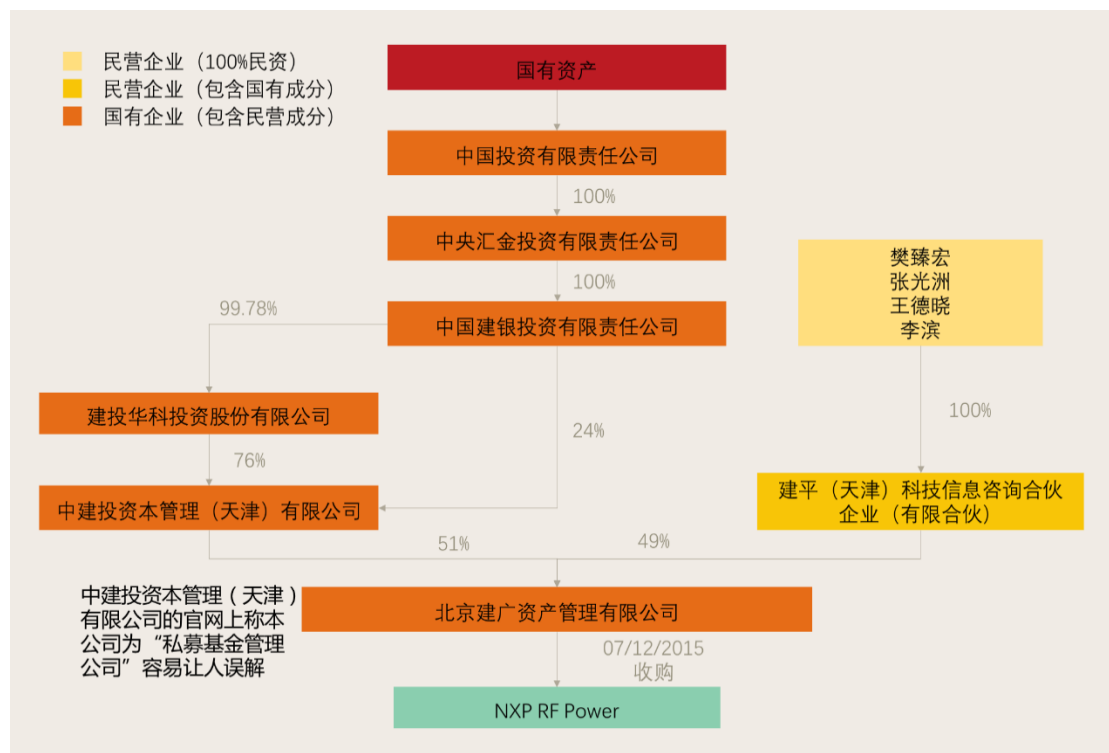 民营企业（100%民资）
民营企业（包含国有成分）
国有企业（包含民营成分）
国有资产
中国投资有限责任公司
100%
中央汇金投资有限责任公司
100%
中国建银投资有限责任公司
99.78%
樊臻宏
张光洲
王德晓
李滨
建投华科投资股份有限公司
24%
100%
76%
中建投资本管理（天津）有限公司
建平（天津）科技信息咨询合伙
企业（有限合伙）
51%
49%
中建投资本管理（天津）
有限公司的官网上称本
公司为“私募基金管理
公司”容易让人误解
北京建广资产管理有限公司
07/12/2015
收购
NXP RF Power